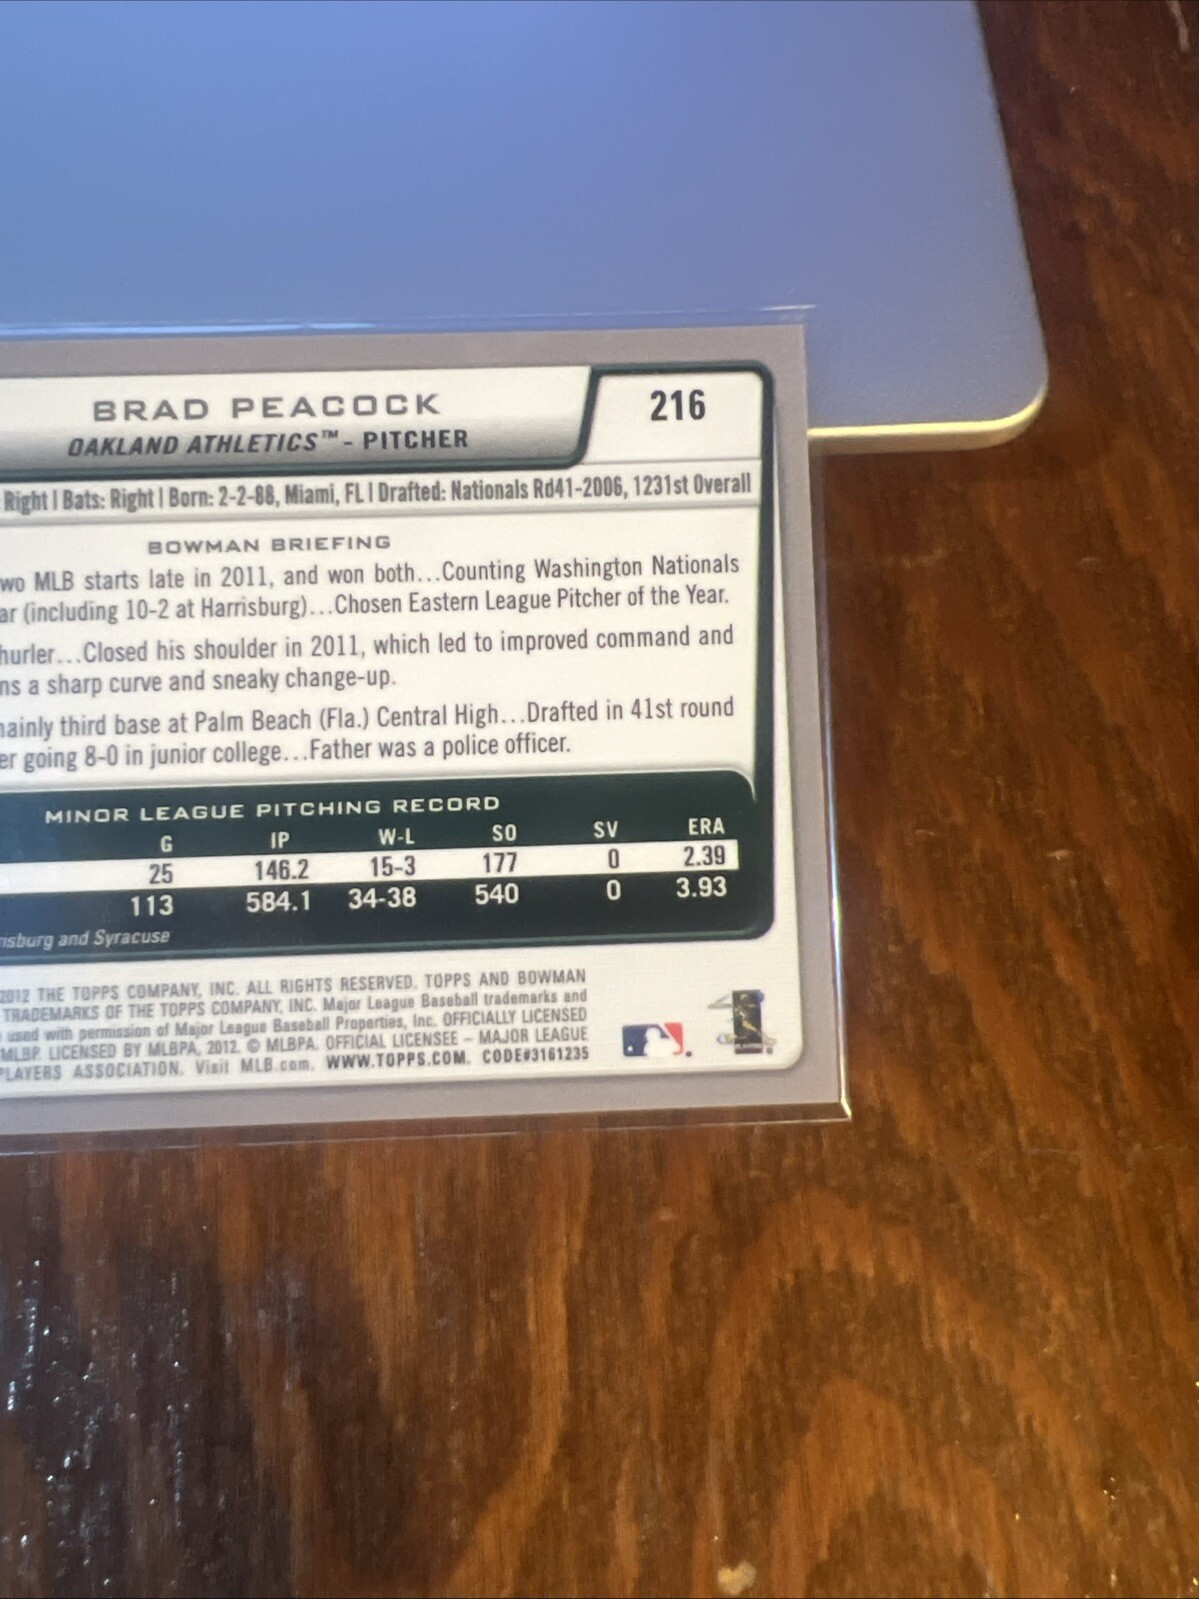 BRAD PEACOCK
216
OAKLAND ATHLETICS™ - PITCHER
Right | Bats: Right | Born: 2-2-88, Miami, FL | Drafted: Nationals Rd41-2006, 1231st Overall
BOWMAN BRIEFING
wo MLB starts late in 2011, and won both...Counting Washington Nationals
ar (including 10-2 at Harrisburg)...Chosen Eastern League Pitcher of the Year.
hurler...Closed his shoulder in 2011, which led to improved command and
ns a sharp curve and sneaky change-up.
mainly third base at Palm Beach (Fla.) Central High...Drafted in 41st round
er going 8-0 in junior college...Father was a police officer.
MINOR LEAGUE PITCHING RECORD
G IP W-L SO SV ERA
25 146.2 15-3 177 0 2.39
113 584.1 34-38 540 0 3.93
risburg and Syracuse
2012 THE TOPPS COMPANY, INC. ALL RIGHTS RESERVED. TOPPS AND BOWMAN
TRADEMARKS OF THE TOPPS COMPANY, INC. Major League Baseball trademarks and
used with permission of Major League Baseball Properties, Inc. OFFICIALLY LICENSED
MLBP. LICENSED BY MLBPA, 2012. © MLBPA. OFFICIAL LICENSEE – MAJOR LEAGUE
PLAYERS ASSOCIATION. Visit MLB.com. WWW.TOPPS.COM. CODE#3161235